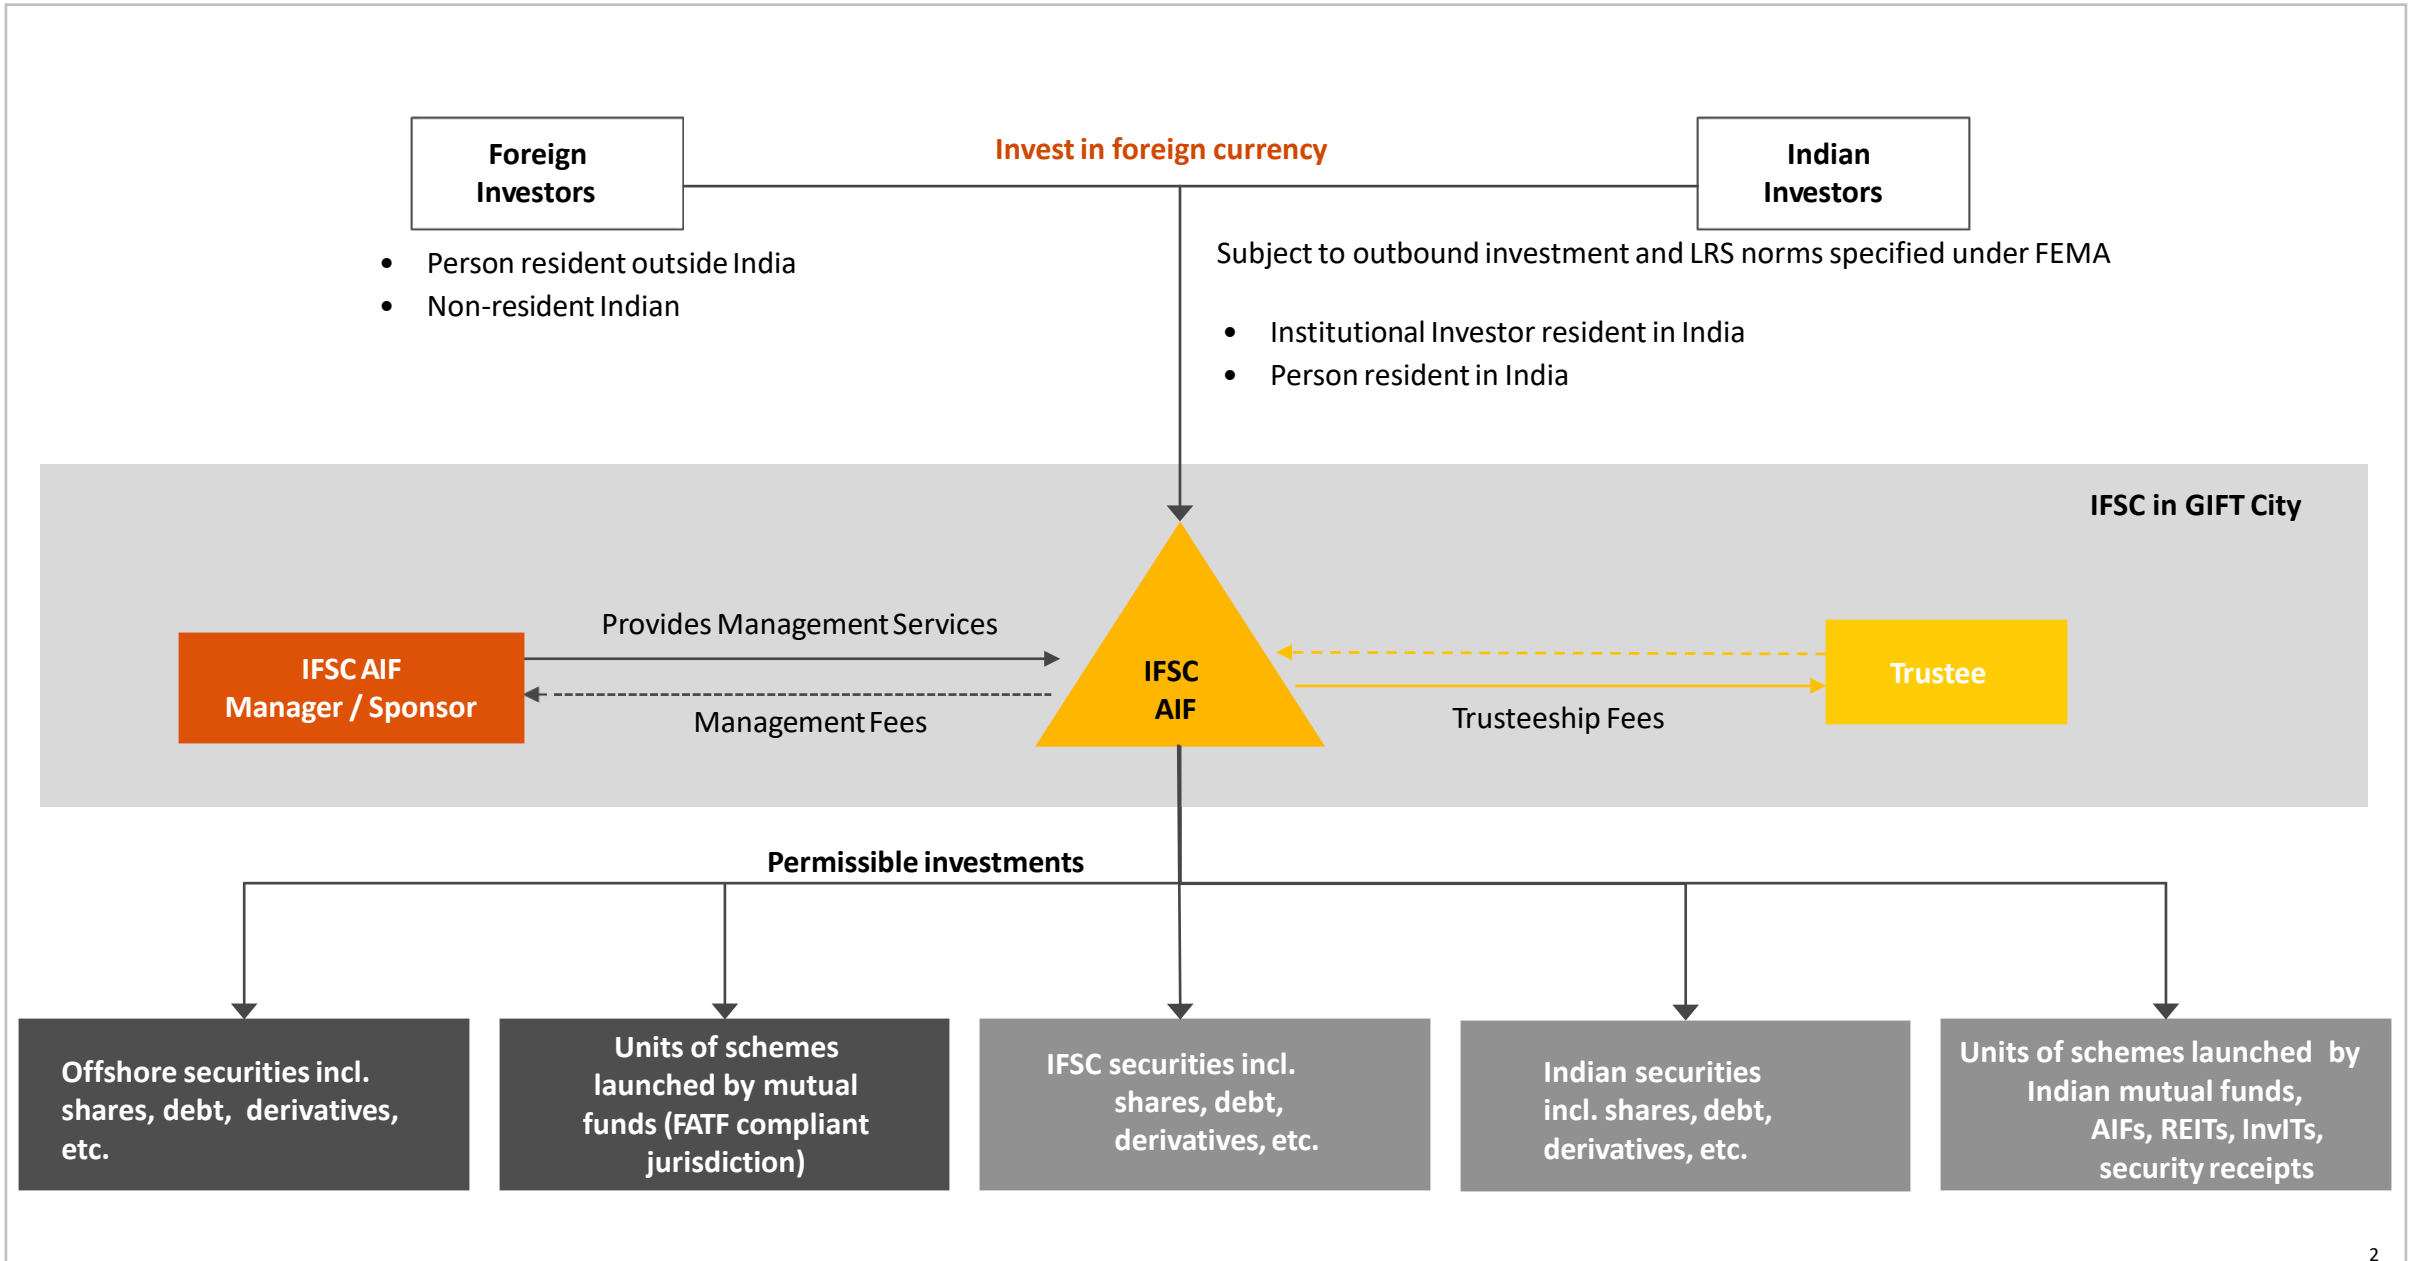 Foreign
Investors
Invest in foreign currency
Indian
Investors
• Person resident outside India
• Non-resident Indian
Subject to outbound investment and LRS norms specified under FEMA
• Institutional Investor resident in India
• Person resident in India
IFSC in GIFT City
Provides Management Services
IFSC AIF
Manager / Sponsor
Management Fees
IFSC
AIF
Trustee
Trusteeship Fees
Permissible investments
Offshore securities incl.
shares, debt, derivatives,
etc.
Units of schemes
launched by mutual
funds (FATF compliant
jurisdiction)
IFSC securities incl.
shares, debt,
derivatives, etc.
Indian securities
incl. shares, debt,
derivatives, etc.
Units of schemes launched by
Indian mutual funds,
AIFs, REITs, InvITs,
security receipts
2